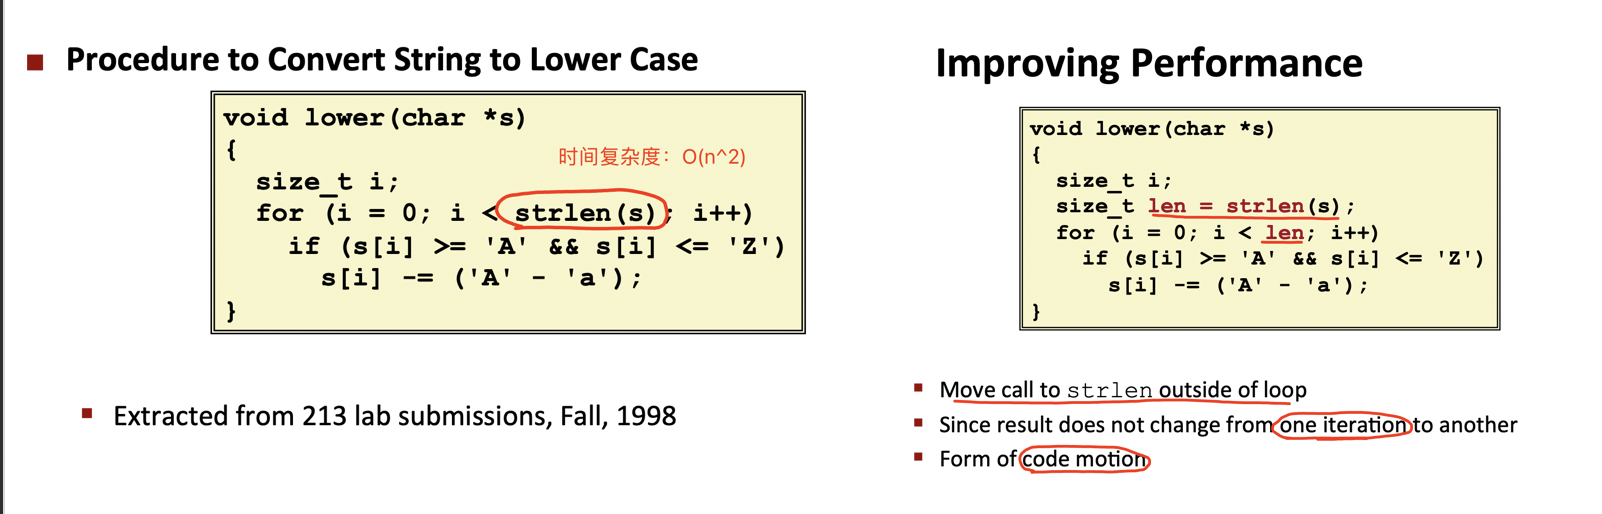 Procedure to Convert String to Lower Case
void lower(char *s)
{
时间复杂度：O(n^2)
size_t i;
for (i = 0; i < strlen(s); i++)
if (s[i] >= 'A' && s[i] <= 'Z')
s[i] -= ('A' - 'a');
}
Extracted from 213 lab submissions, Fall, 1998
Improving Performance
void lower(char *s)
{
size_t i;
size_t len = strlen(s);
for (i = 0; i < len; i++)
if (s[i] >= 'A' && s[i] <= 'Z')
s[i] -= ('A' - 'a');
}
Move call to strlen outside of loop
Since result does not change from one iteration to another
Form of code motion